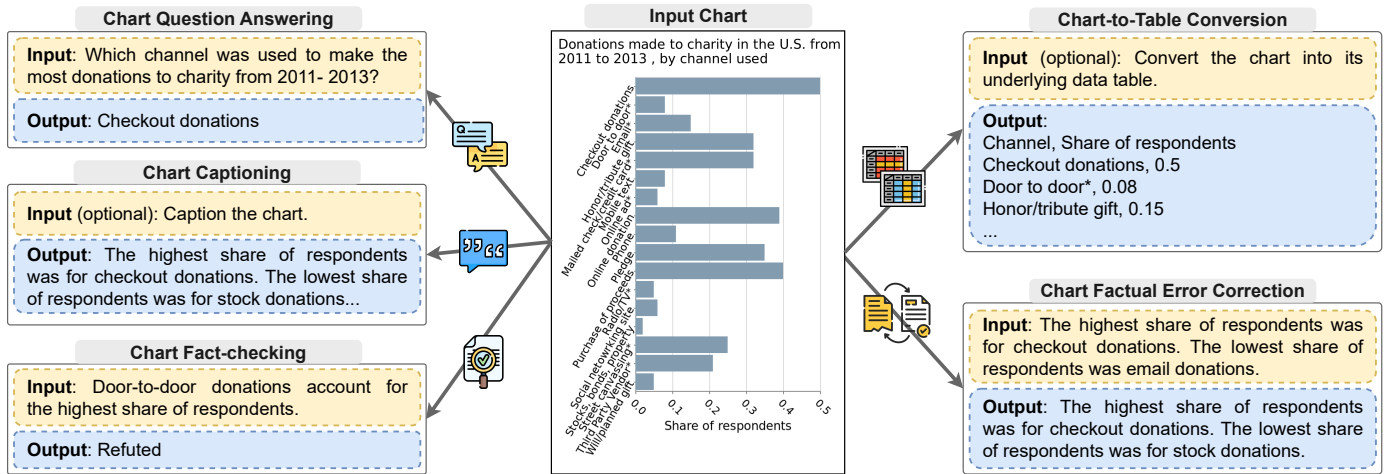 Chart Question Answering
Input: Which channel was used to make the
most donations to charity from 2011- 2013?
Output: Checkout donations
Chart Captioning
Input (optional): Caption the chart.
Output: The highest share of respondents
was for checkout donations. The lowest share
of respondents was for stock donations...
Chart Fact-checking
Input: Door-to-door donations account for
the highest share of respondents.
Output: Refuted
Input Chart
Donations made to charity in the U.S. from
2011 to 2013 , by channel used
Checkout donations
Door to door*
Email*
Honor/tribute gift
Mailed check/credit card*
Mobile text
Online ad*
Online donation
Phone
Pledge
Purchase of proceeds
Radio/TV*
Social netowrking site
Stocks, bonds, property
Street canvassing*
Third Party Vendor*
Will/planned gift
0.0
0.1
0.2
0.3
0.4
0.5
Share of respondents
Q
A
Chart-to-Table Conversion
Input (optional): Convert the chart into its
underlying data table.
Output:
Channel, Share of respondents
Checkout donations, 0.5
Door to door*, 0.08
Honor/tribute gift, 0.15
...
Chart Factual Error Correction
Input: The highest share of respondents was
for checkout donations. The lowest share of
respondents was email donations.
Output: The highest share of respondents
was for checkout donations. The lowest share
of respondents was for stock donations.